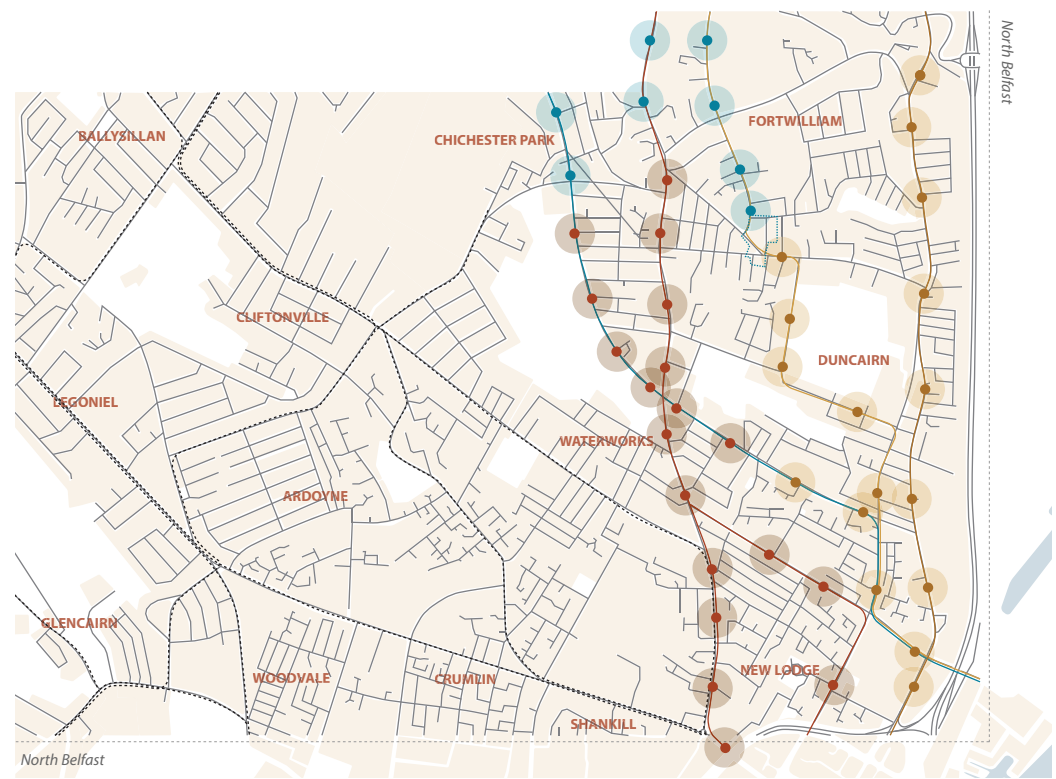 North Belfast
BALLYSILLAN
CHICHESTER PARK
FORTWILLIAM
CLIFTONVILLE
DUNCAIRN
LEGONIEL
WATERWORKS
ARDOYNE
GLENCAIRN
WOODVALE
CRUMLIN
NEW LODGE
SHANKILL
North Belfast